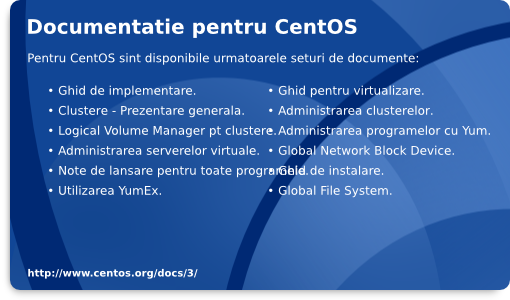 Documentatie pentru CentOS
Pentru CentOS sint disponibile urmatoarele seturi de documente:
• Ghid de implementare.
• Clustere - Prezentare generala.
• Logical Volume Manager pt clustere.
• Administrarea serverelor virtuale.
• Note de lansare pentru toate programele.
• Utilizarea YumEx.
• Ghid pentru virtualizare.
• Administrarea clusterelor.
• Administrarea programelor cu Yum.
• Global Network Block Device.
• Ghid de instalare.
• Global File System.
http://www.centos.org/docs/3/